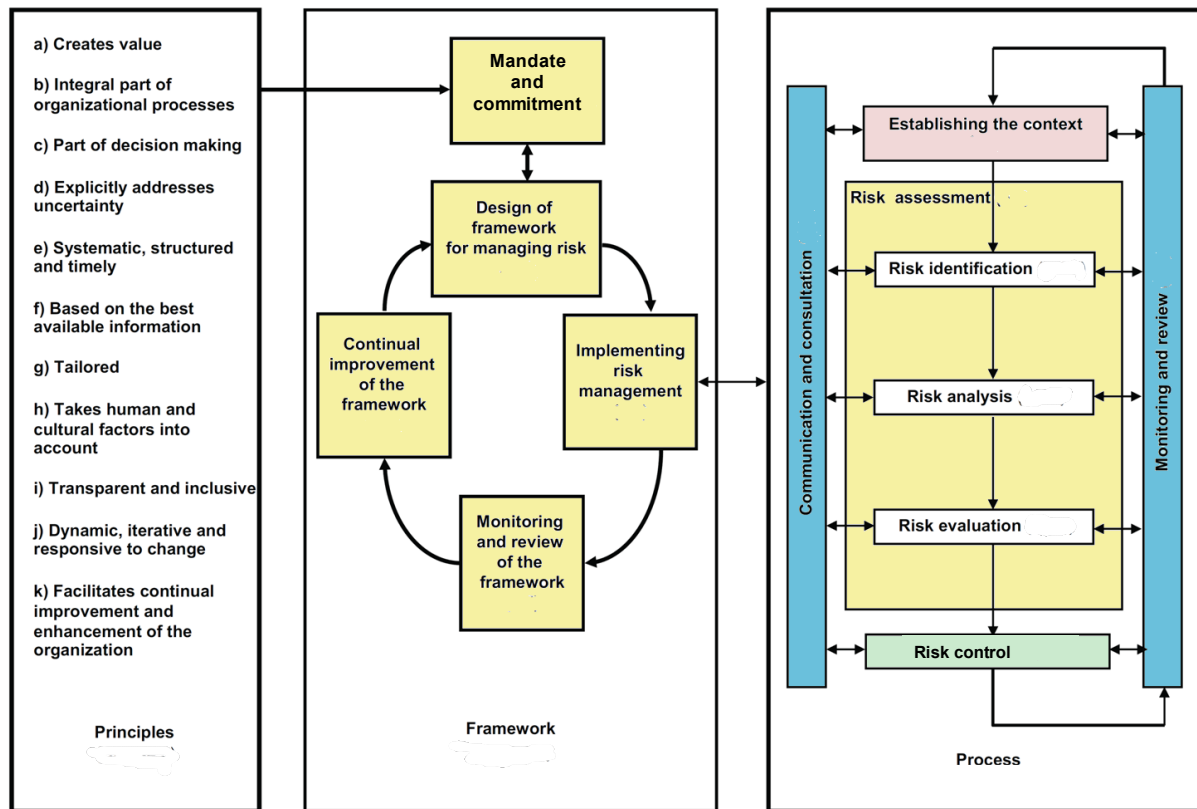 a) Creates value
b) Integral part of
organizational processes
c) Part of decision making
d) Explicitly addresses
uncertainty
e) Systematic, structured
and timely
f) Based on the best
available information
g) Tailored
h) Takes human and
cultural factors into
account
i) Transparent and inclusive
j) Dynamic, iterative and
responsive to change
k) Facilitates continual
improvement and
enhancement of the
organization
Principles
Mandate
and
commitment
Design of
framework
for managing risk
Continual
improvement
of the
framework
Implementing
risk
management
Monitoring
and review
of the
framework
Framework
Communication and consultation
Establishing the context
Risk assessment
Risk identification
Risk analysis
Risk evaluation
Risk control
Monitoring and review
Process